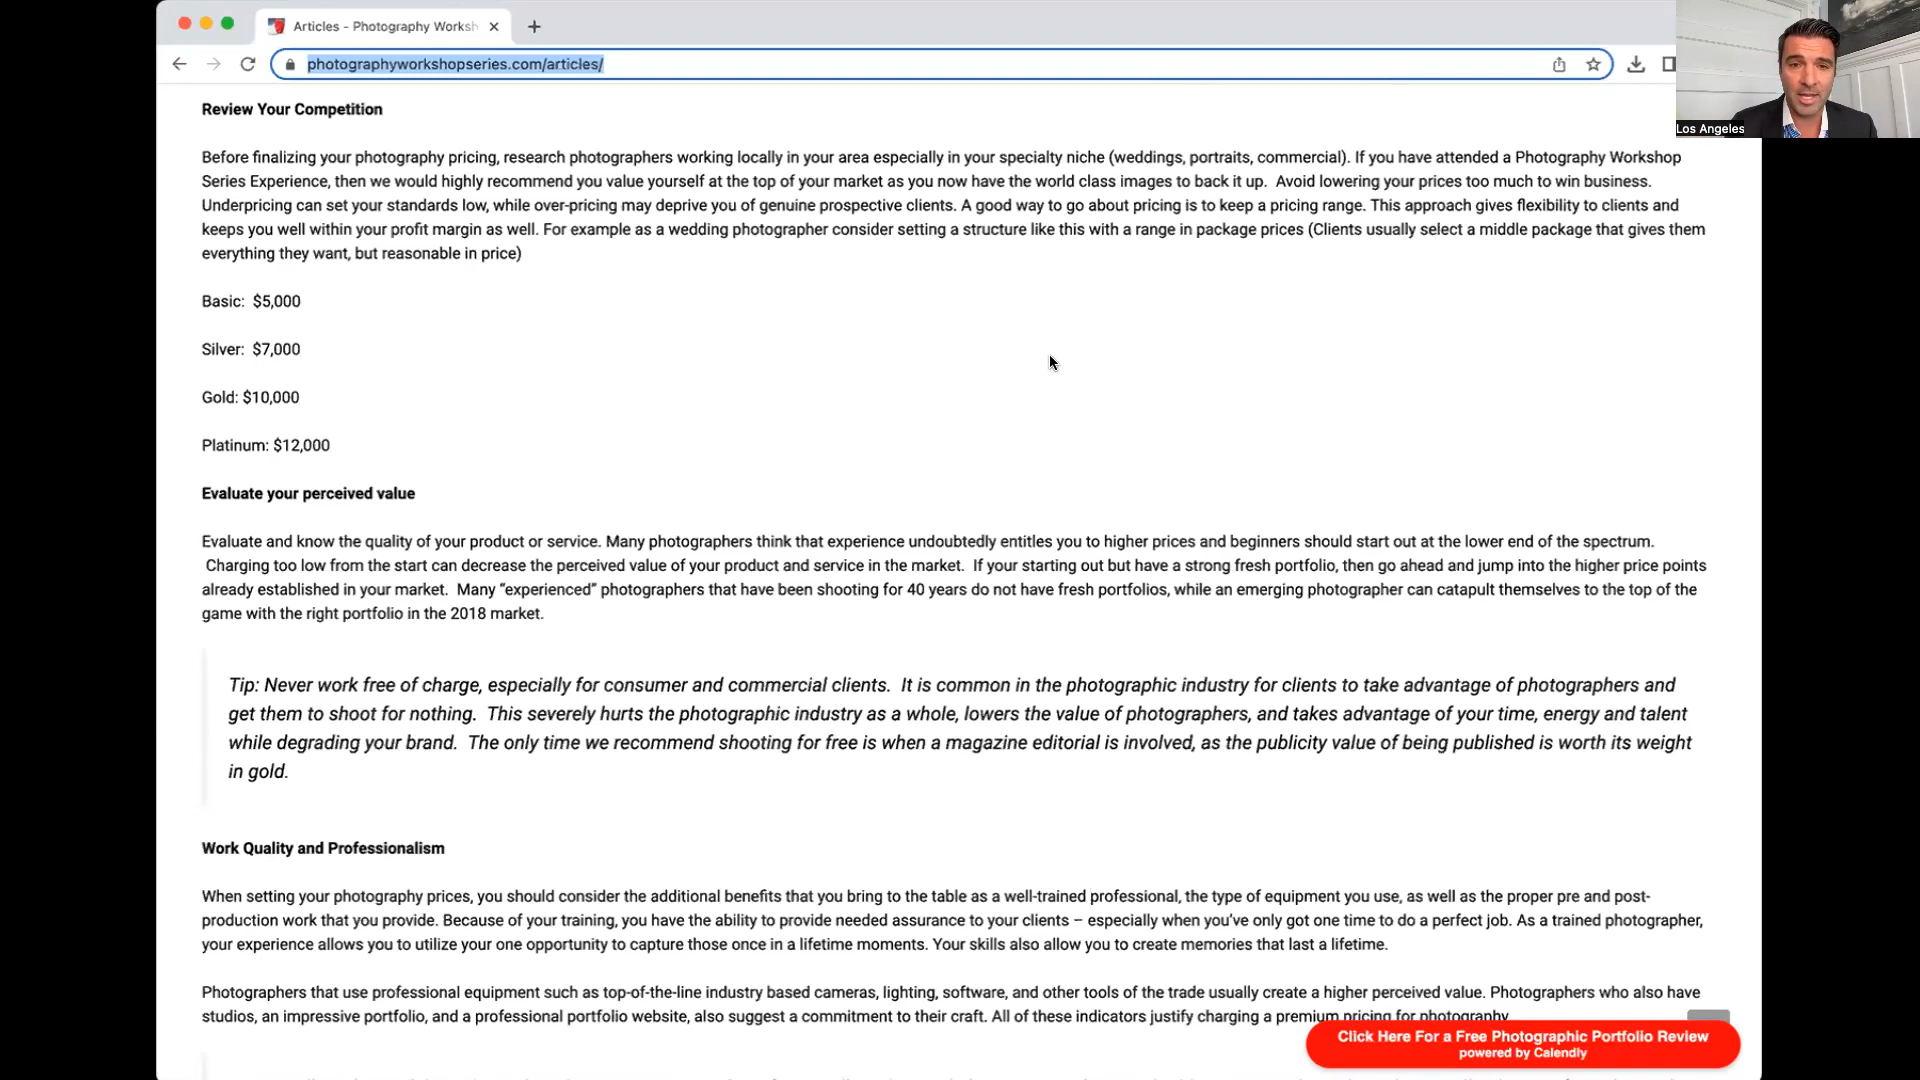 Articles - Photography Worksh
photographyworkshopseries.com/articles/
Los Angeles
Review Your Competition
Before finalizing your photography pricing, research photographers working locally in your area especially in your specialty niche (weddings, portraits, commercial). If you have attended a Photography Workshop
Series Experience, then we would highly recommend you value yourself at the top of your market as you now have the world class images to back it up.  Avoid lowering your prices too much to win business.
Underpricing can set your standards low, while over-pricing may deprive you of genuine prospective clients. A good way to go about pricing is to keep a pricing range. This approach gives flexibility to clients and
keeps you well within your profit margin as well. For example as a wedding photographer consider setting a structure like this with a range in package prices (Clients usually select a middle package that gives them
everything they want, but reasonable in price)
Basic:  $5,000
Silver:  $7,000
Gold: $10,000
Platinum: $12,000
Evaluate your perceived value
Evaluate and know the quality of your product or service. Many photographers think that experience undoubtedly entitles you to higher prices and beginners should start out at the lower end of the spectrum.
Charging too low from the start can decrease the perceived value of your product and service in the market.  If your starting out but have a strong fresh portfolio, then go ahead and jump into the higher price points
already established in your market.  Many “experienced” photographers that have been shooting for 40 years do not have fresh portfolios, while an emerging photographer can catapult themselves to the top of the
game with the right portfolio in the 2018 market.
Tip: Never work free of charge, especially for consumer and commercial clients.  It is common in the photographic industry for clients to take advantage of photographers and
get them to shoot for nothing.  This severely hurts the photographic industry as a whole, lowers the value of photographers, and takes advantage of your time, energy and talent
while degrading your brand.  The only time we recommend shooting for free is when a magazine editorial is involved, as the publicity value of being published is worth its weight
in gold.
Work Quality and Professionalism
When setting your photography prices, you should consider the additional benefits that you bring to the table as a well-trained professional, the type of equipment you use, as well as the proper pre and post-
production work that you provide. Because of your training, you have the ability to provide needed assurance to your clients – especially when you’ve only got one time to do a perfect job. As a trained photographer,
your experience allows you to utilize your one opportunity to capture those once in a lifetime moments. Your skills also allow you to create memories that last a lifetime.
Photographers that use professional equipment such as top-of-the-line industry based cameras, lighting, software, and other tools of the trade usually create a higher perceived value. Photographers who also have
studios, an impressive portfolio, and a professional portfolio website, also suggest a commitment to their craft. All of these indicators justify charging a premium pricing for photography
Click Here For a Free Photographic Portfolio Review
powered by Calendly